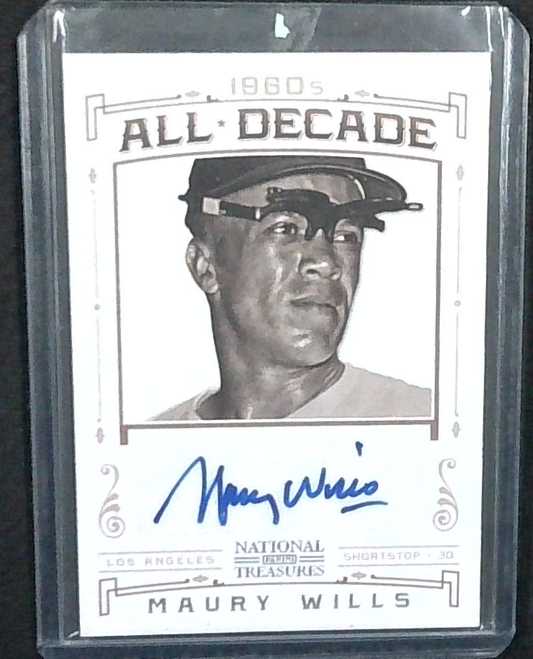 1960s
ALL ★ DECADE
Maury Wills
LOS ANGELES
NATIONAL
PANINI
TREASURES
SHORTSTOP · 30
MAURY WILLS